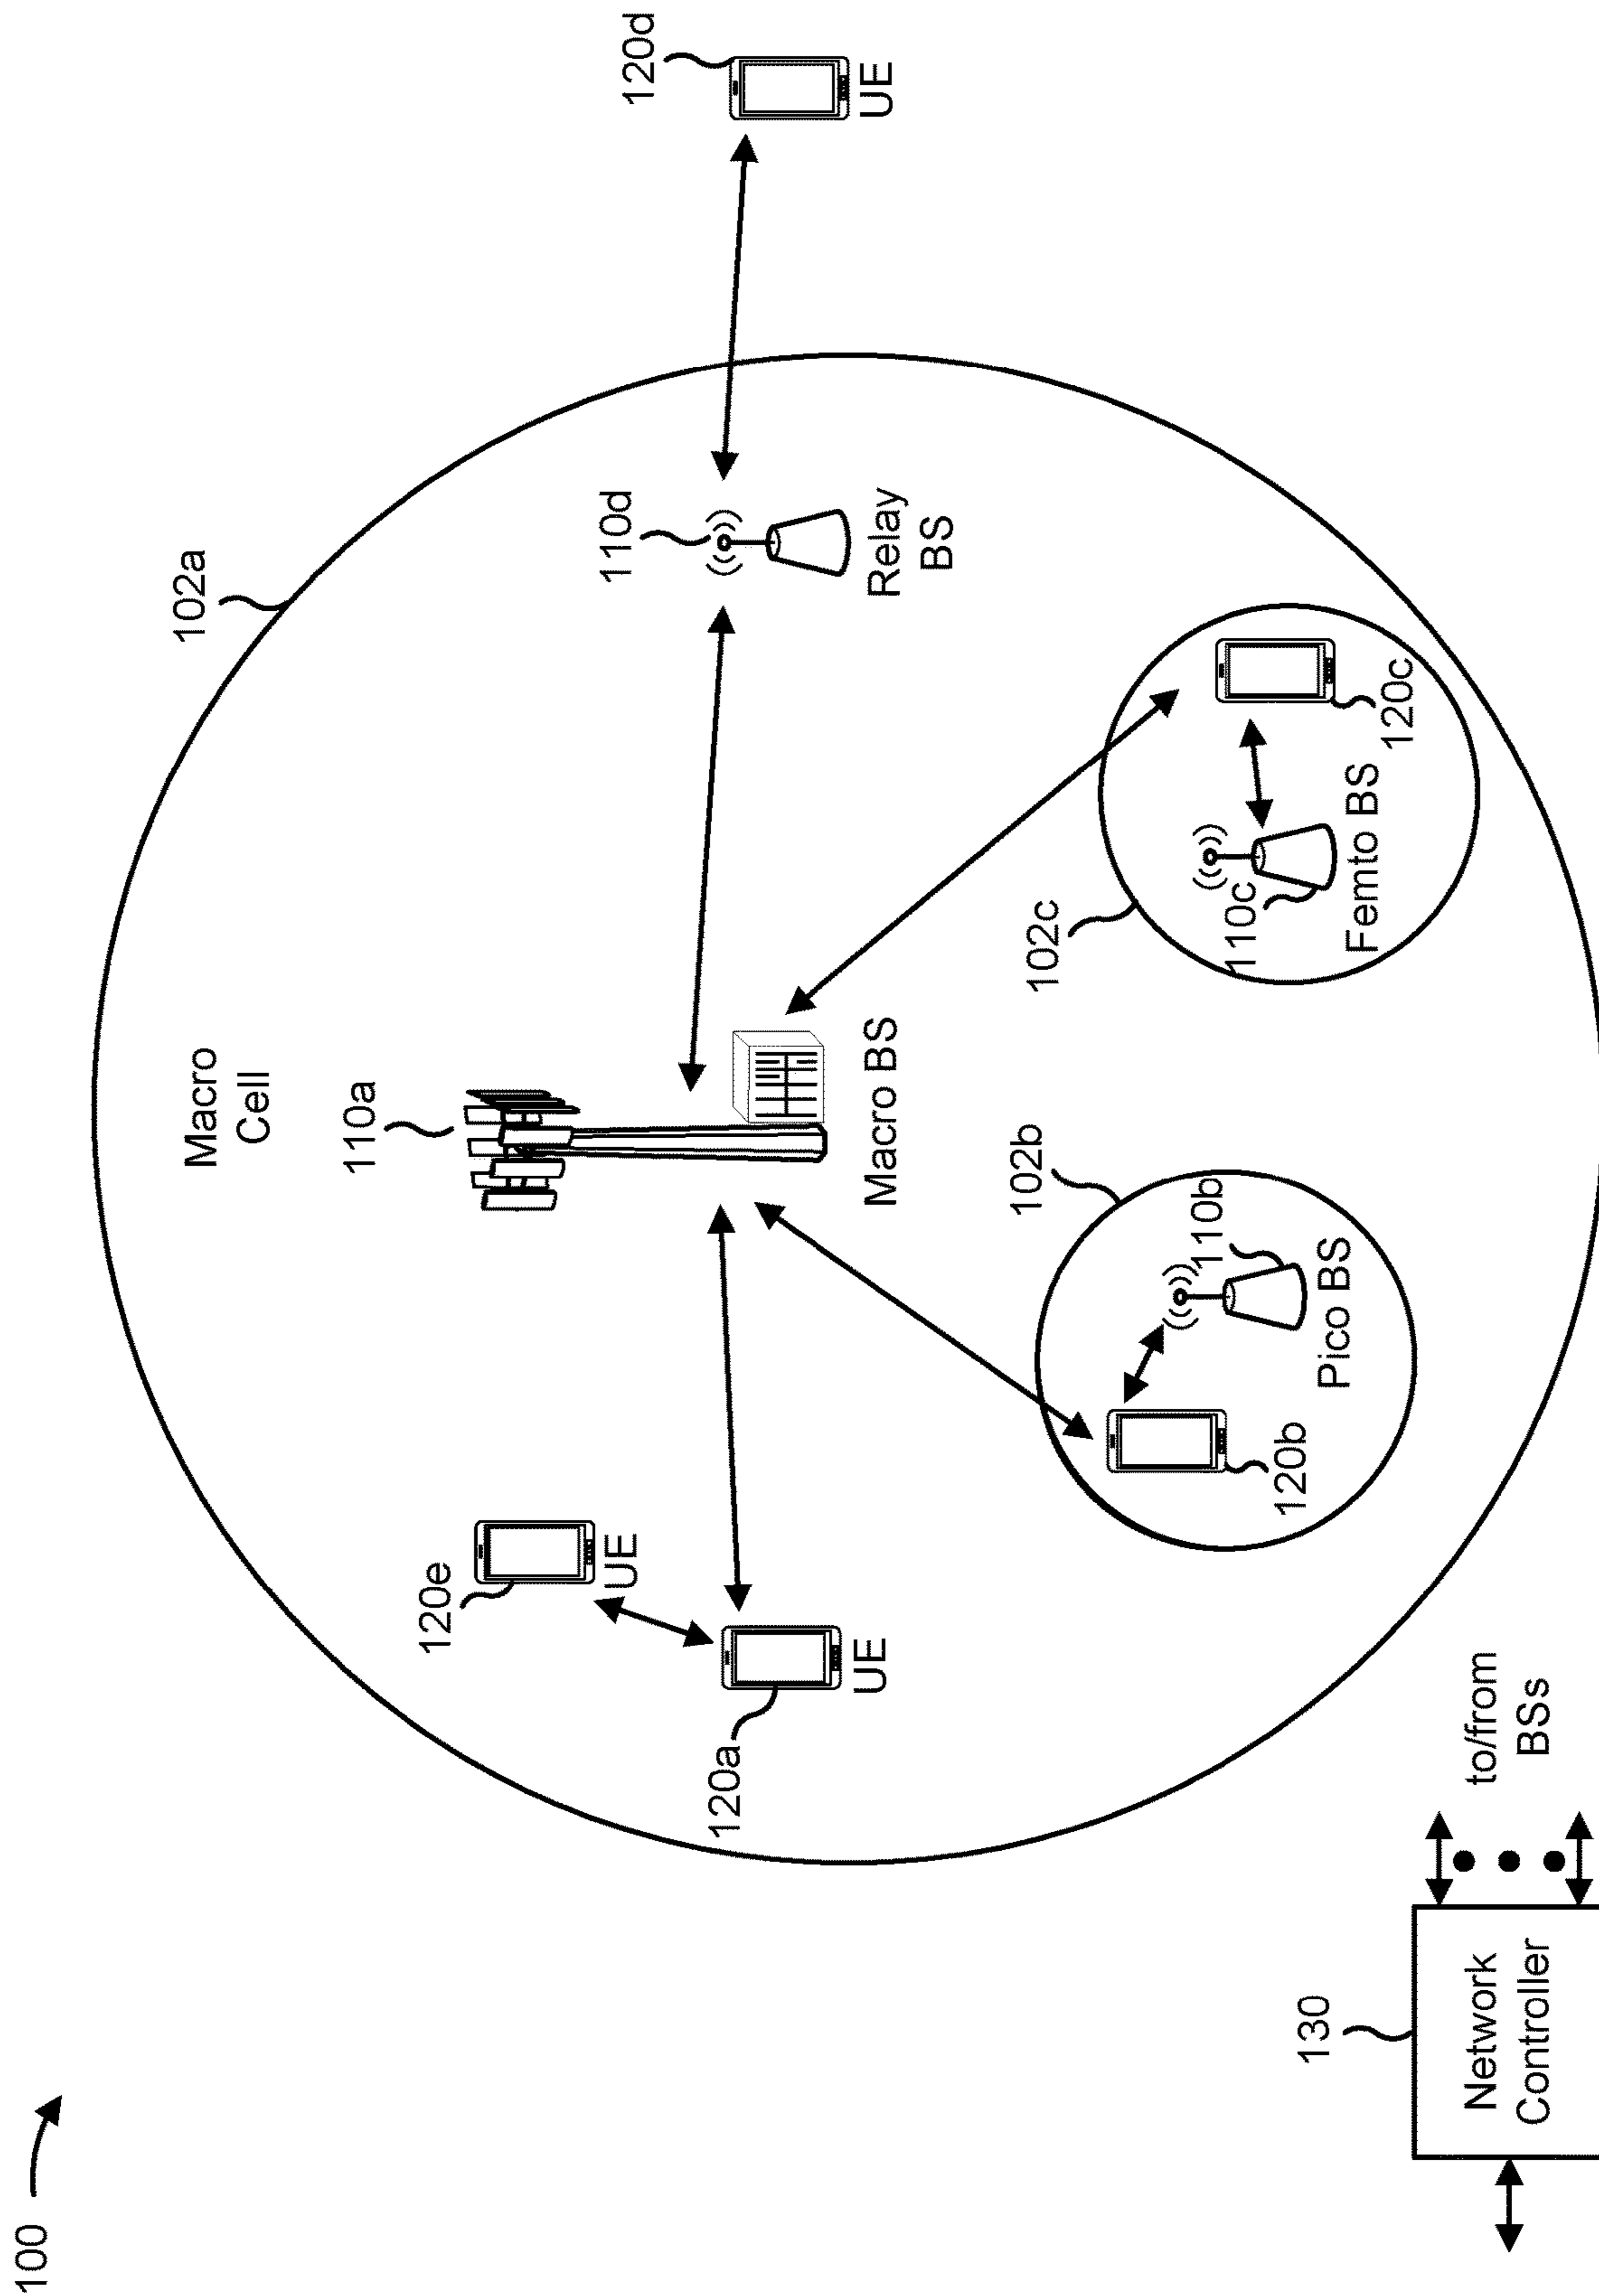 100
102a
Macro
Cell
110a
120e
UE
120a
UE
Macro BS
110d
Relay
BS
120d
UE
102b
110b
120b
Pico BS
102c
110c
120c
Femto BS
130
Network
Controller
to/from
BSs